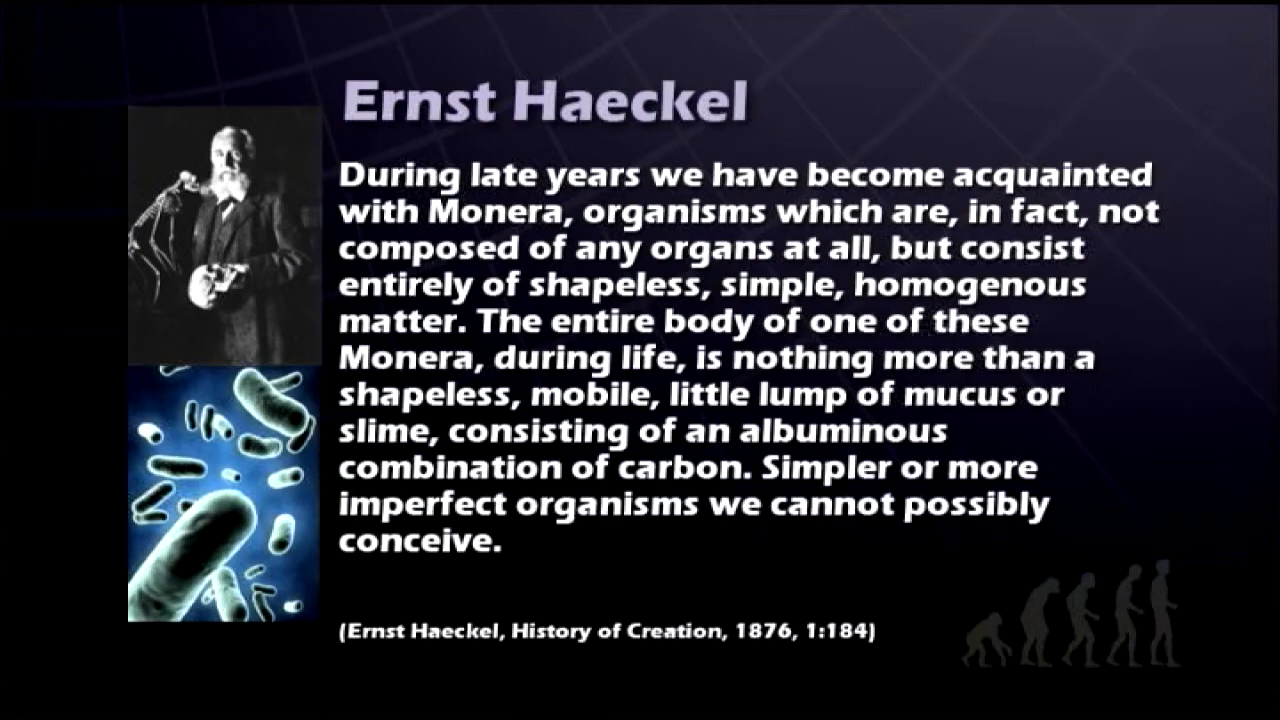 Ernst Haeckel
During late years we have become acquainted
with Monera, organisms which are, in fact, not
composed of any organs at all, but consist
entirely of shapeless, simple, homogenous
matter. The entire body of one of these
Monera, during life, is nothing more than a
shapeless, mobile, little lump of mucus or
slime, consisting of an albuminous
combination of carbon. Simpler or more
imperfect organisms we cannot possibly
conceive.
(Ernst Haeckel, History of Creation, 1876, 1:184)